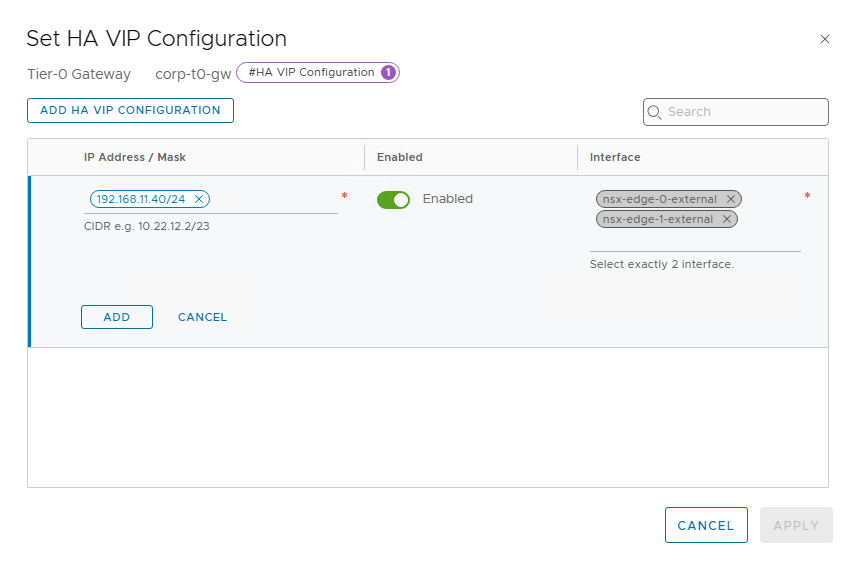 Set HA VIP Configuration
Tier-0 Gateway corp-t0-gw #HA VIP Configuration 1
ADD HA VIP CONFIGURATION Search
IP Address / Mask Enabled Interface
192.168.11.40/24 * Enabled nsx-edge-0-external *
nsx-edge-1-external
CIDR e.g. 10.22.12.2/23
Select exactly 2 interface.
ADD CANCEL
CANCEL APPLY